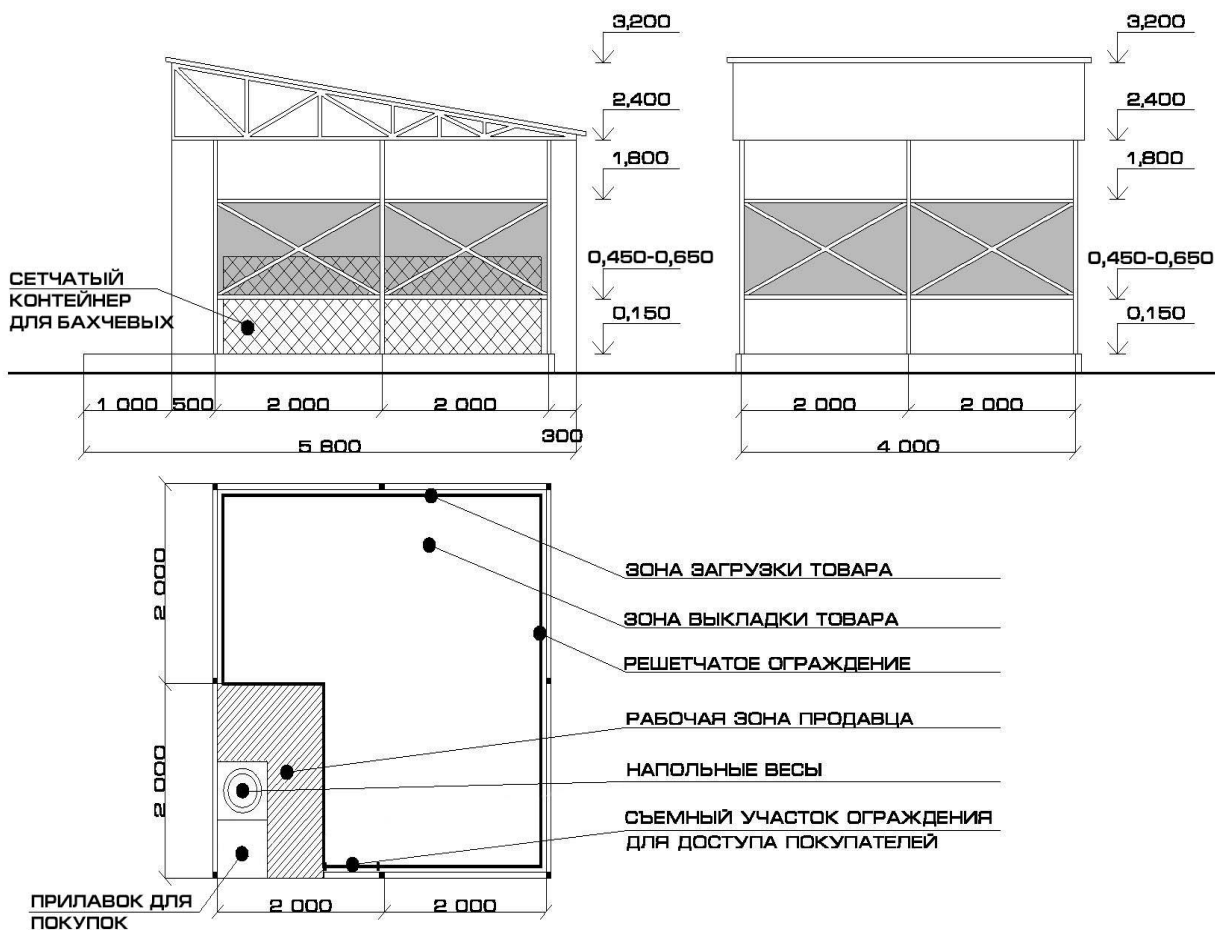 3,200
3,200
2,400
2,400
1,800
1,800
0,450-0,650
0,450-0,650
СЕТЧАТЫЙ
КОНТЕЙНЕР
ДЛЯ БАХЧЕВЫХ
0,150
0,150
1 000
500
2 000
2 000
300
5 800
2 000
2 000
4 000
2 000
2 000
ЗОНА ЗАГРУЗКИ ТОВАРА
ЗОНА ВЫКЛАДКИ ТОВАРА
РЕШЕТЧАТОЕ ОГРАЖДЕНИЕ
РАБОЧАЯ ЗОНА ПРОДАВЦА
НАПОЛЬНЫЕ ВЕСЫ
СЪЕМНЫЙ УЧАСТОК ОГРАЖДЕНИЯ
ДЛЯ ДОСТУПА ПОКУПАТЕЛЕЙ
ПРИЛАВОК ДЛЯ
ПОКУПОК
2 000
2 000